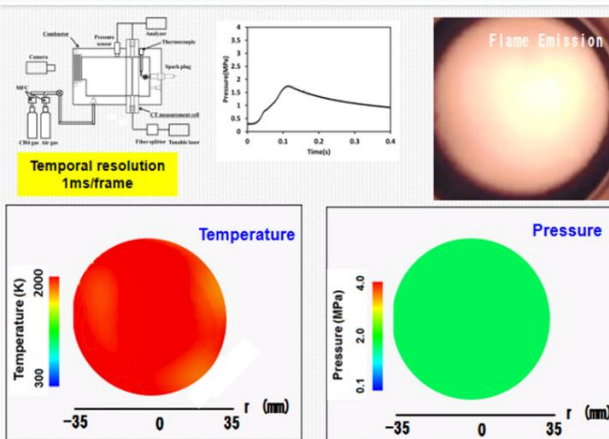 Combustor
Pressure
sensor
Analyzer
Thermocouple
Camera
Spark plug
MFC
CT measurement cell
CH4 gas Air gas
Fiber splitter Tunable laser
Temporal resolution
1ms/frame
Pressure(MPa)
4
3.5
3
2.5
2
1.5
1
0.5
0
0 0.1 0.2 0.3 0.4
Time(s)
Flame Emission
Temperature
Temperature (K)
2000
300
r (mm)
-35 0 35
Pressure
Pressure (MPa)
4.0
2.0
0.1
r (mm)
-35 0 35